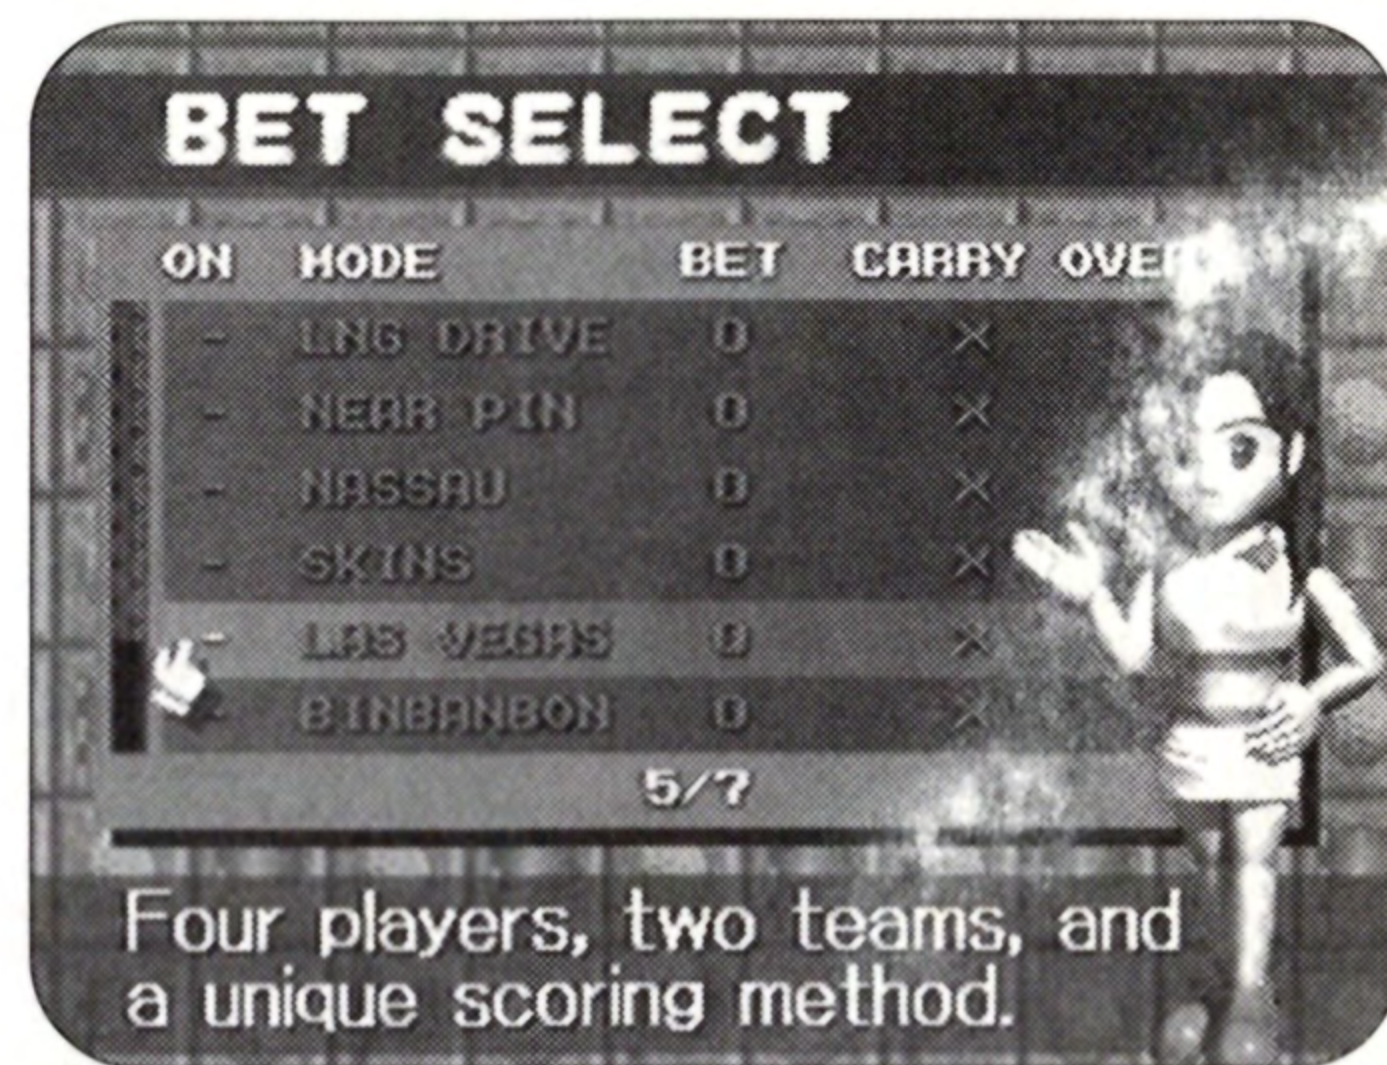 BET SELECT
ON MODE BET CARRY OVER
- LNG DRIVE 0 ×
- NEAR PIN 0 ×
- NASSAU 0 ×
- SKINS 0 ×
- LAS VEGAS 0 ×
- BINBANBON 0 ×
5/7
Four players, two teams, and
a unique scoring method.